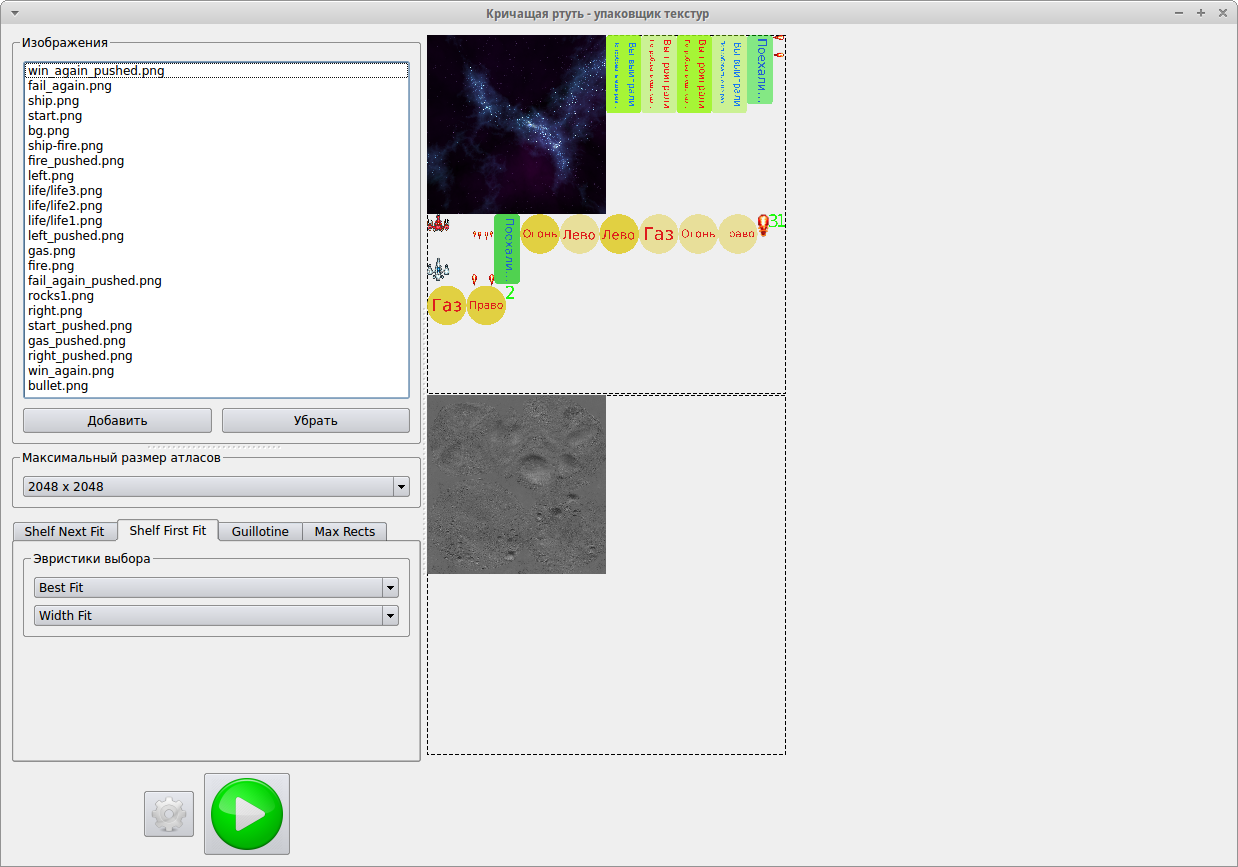 Кричащая ртуть - упаковщик текстур
Изображения
win_again_pushed.png
fail_again.png
ship.png
start.png
bg.png
ship-fire.png
fire_pushed.png
left.png
life/life3.png
life/life2.png
life/life1.png
left_pushed.png
gas.png
fire.png
fail_again_pushed.png
rocks1.png
right.png
start_pushed.png
gas_pushed.png
right_pushed.png
win_again.png
bullet.png
Добавить
Убрать
Максимальный размер атласов
2048 x 2048
Shelf Next Fit
Shelf First Fit
Guillotine
Max Rects
Эвристики выбора
Best Fit
Width Fit
Вы выиграли
Вы проиграли
Вы проиграли
Вы выиграли
Поехали...
Поехали...
Огонь
Лево
Лево
Газ
Огонь
31
Газ
Право
2